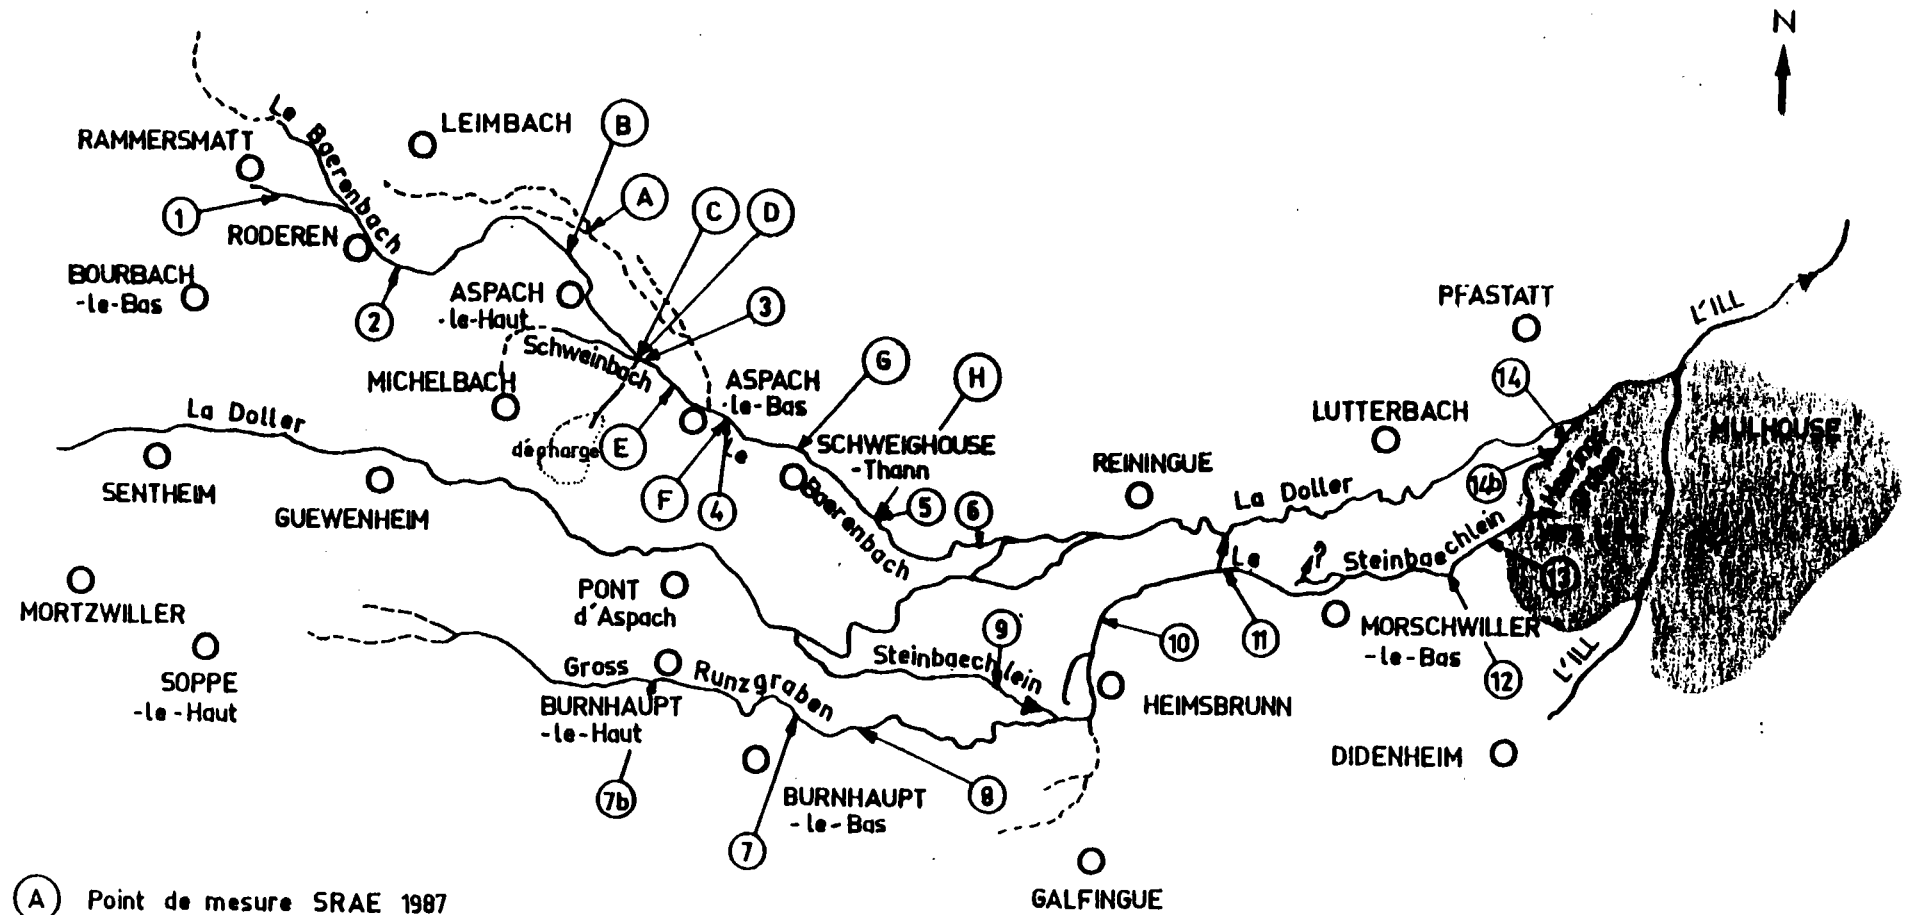 N
Le Baerenbach
LEIMBACH
B
RAMMERSMATT
A
C
D
1
RODEREN
BOURBACH
-le-Bas
2
ASPACH
-le-Haut
3
PFASTATT
L'ILL
Schweinbach
MICHELBACH
ASPACH
-le-Bas
G
H
14
La Doller
LUTTERBACH
MULHOUSE
décharge
E
Le
SCHWEIGHOUSE
-Thann
REININGUE
SENTHEIM
GUEWENHEIM
F
4
Baerenbach
5
6
La Doller
14b
Steinbaechlein
Le
?
13
MORTZWILLER
PONT
d'Aspach
9
10
11
MORSCHWILLER
-le-Bas
SOPPE
-le-Haut
Gross Runzgraben
Steinbaechlein
12
L'ILL
BURNHAUPT
-le-Haut
HEIMSBRUNN
DIDENHEIM
7b
8
BURNHAUPT
-le-Bas
7
GALFINGUE
A Point de mesure SRAE 1987